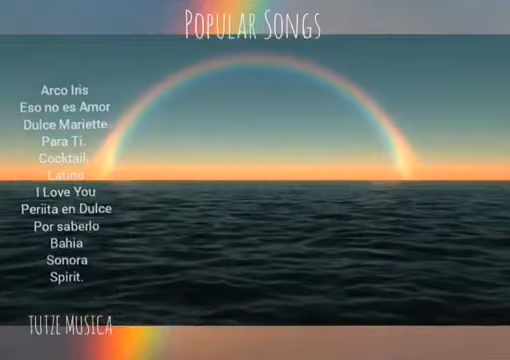 Popular Songs
Arco Iris
Eso no es Amor
Dulce Mariette
Para Ti.
Cocktail
Latino
I Love You
Periita en Dulce
Por saberlo
Bahia
Sonora
Spirit.
TUTZE MUSICA